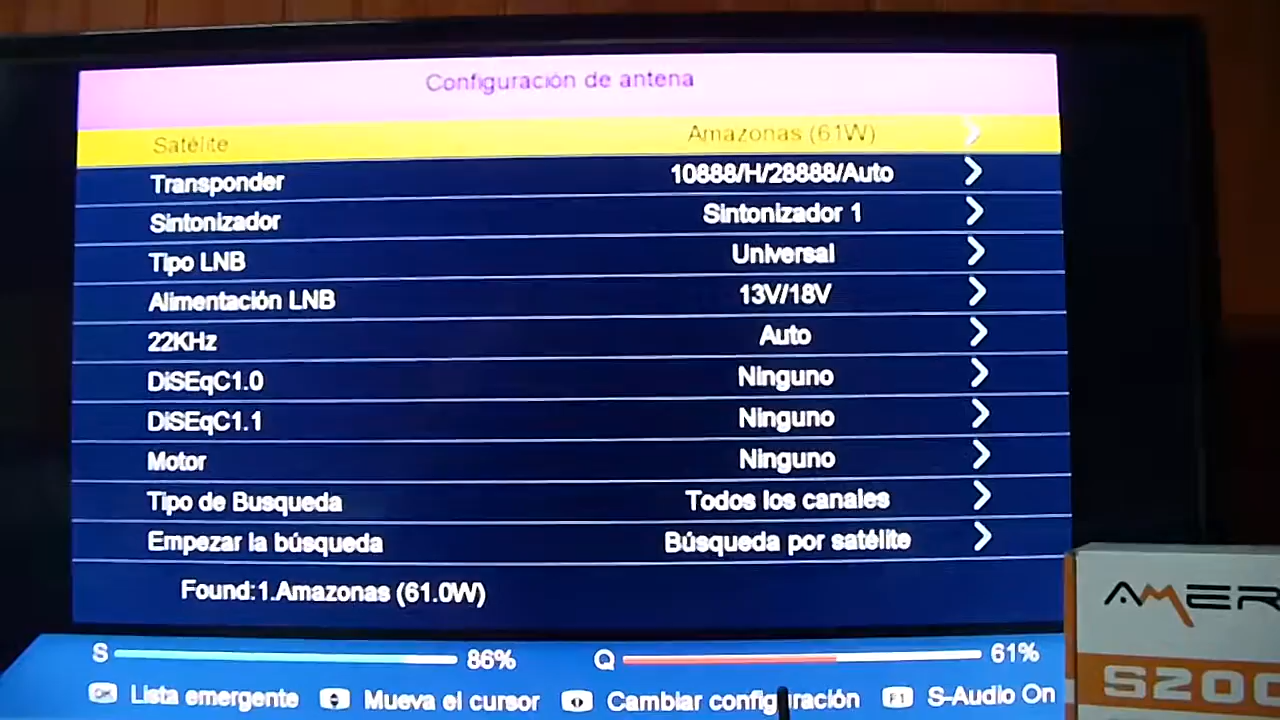 Configuración de antena
Satélite Amazonas (61W)
Transponder 10888/H/28888/Auto
Sintonizador Sintonizador 1
Tipo LNB Universal
Alimentación LNB 13V/18V
22KHz Auto
DiSEqC1.0 Ninguno
DiSEqC1.1 Ninguno
Motor Ninguno
Tipo de Busqueda Todos los canales
Empezar la búsqueda Búsqueda por satélite
Found:1.Amazonas (61.0W)
S 86% Q 61%
OK Lista emergente Mueva el cursor Cambiar configuración F1 S-Audio On
AMER
S200